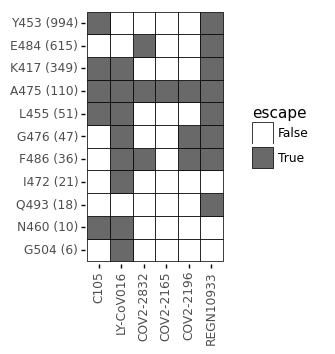 Y453 (994)
E484 (615)
K417 (349)
A475 (110)
L455 (51)
G476 (47)
F486 (36)
I472 (21)
Q493 (18)
N460 (10)
G504 (6)
escape
False
True
C105
LY-CoV016
COV2-2832
COV2-2165
COV2-2196
REGN10933